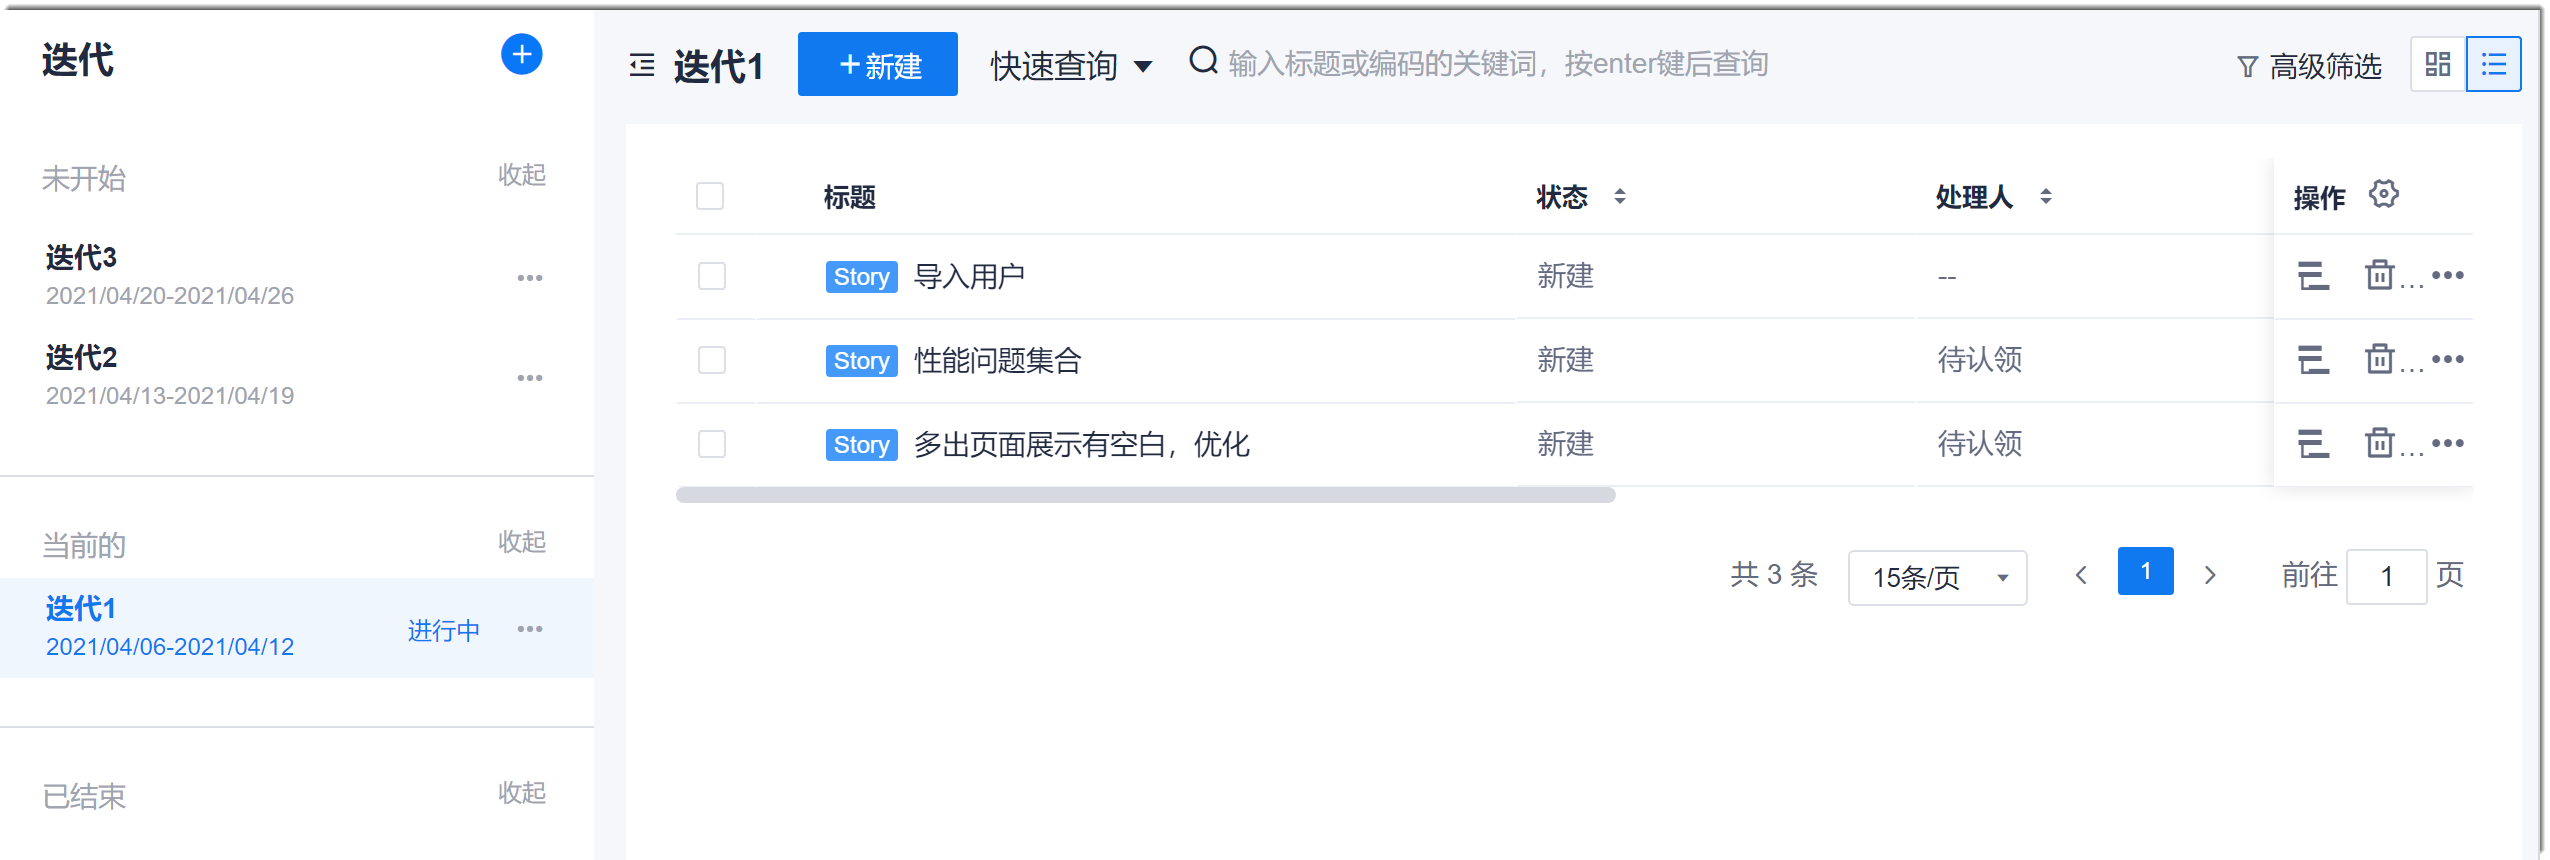 迭代
未开始 收起
迭代3
2021/04/20-2021/04/26
迭代2
2021/04/13-2021/04/19
当前的 收起
迭代1
2021/04/06-2021/04/12 进行中
已结束 收起
迭代1 +新建 快速查询 输入标题或编码的关键词，按enter键后查询 高级筛选
标题 状态 处理人 操作
Story 导入用户 新建 -- ...
Story 性能问题集合 新建 待认领 ...
Story 多出页面展示有空白，优化 新建 待认领 ...
共 3 条 15条/页 1 前往 1 页